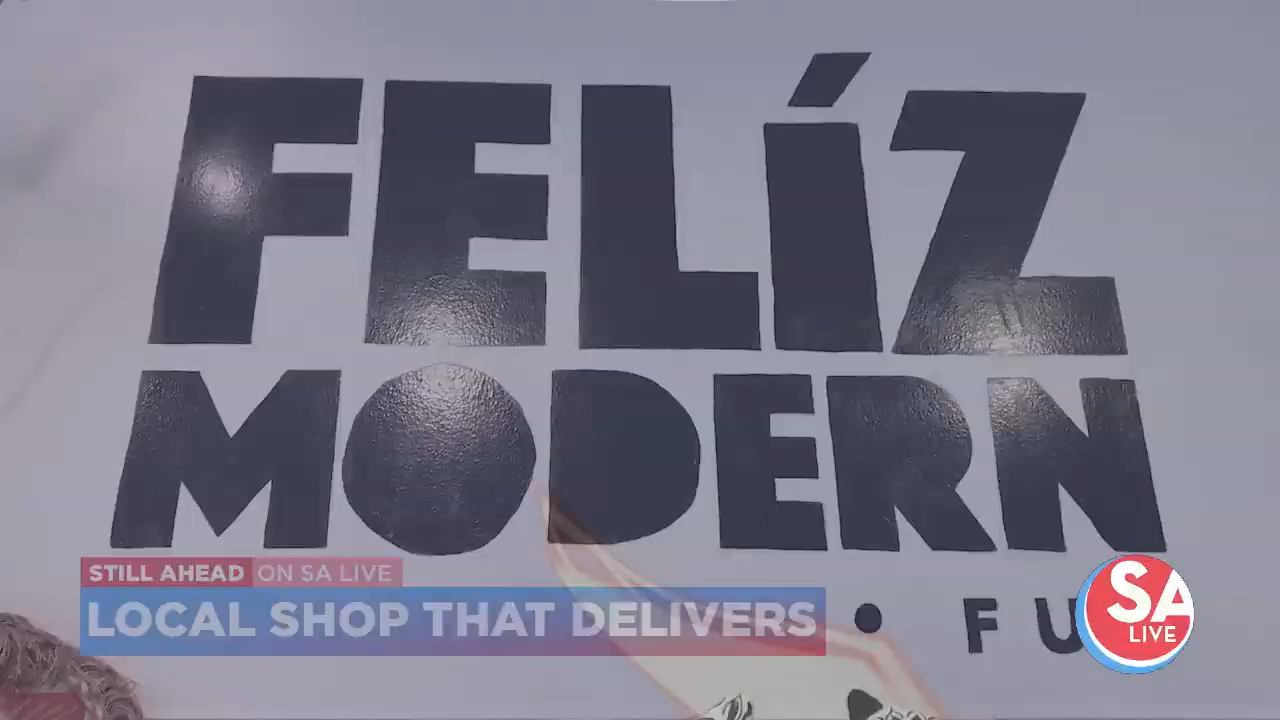 FELÍZ
MODERN
STILL AHEAD ON SA LIVE
LOCAL SHOP THAT DELIVERS
SA
LIVE